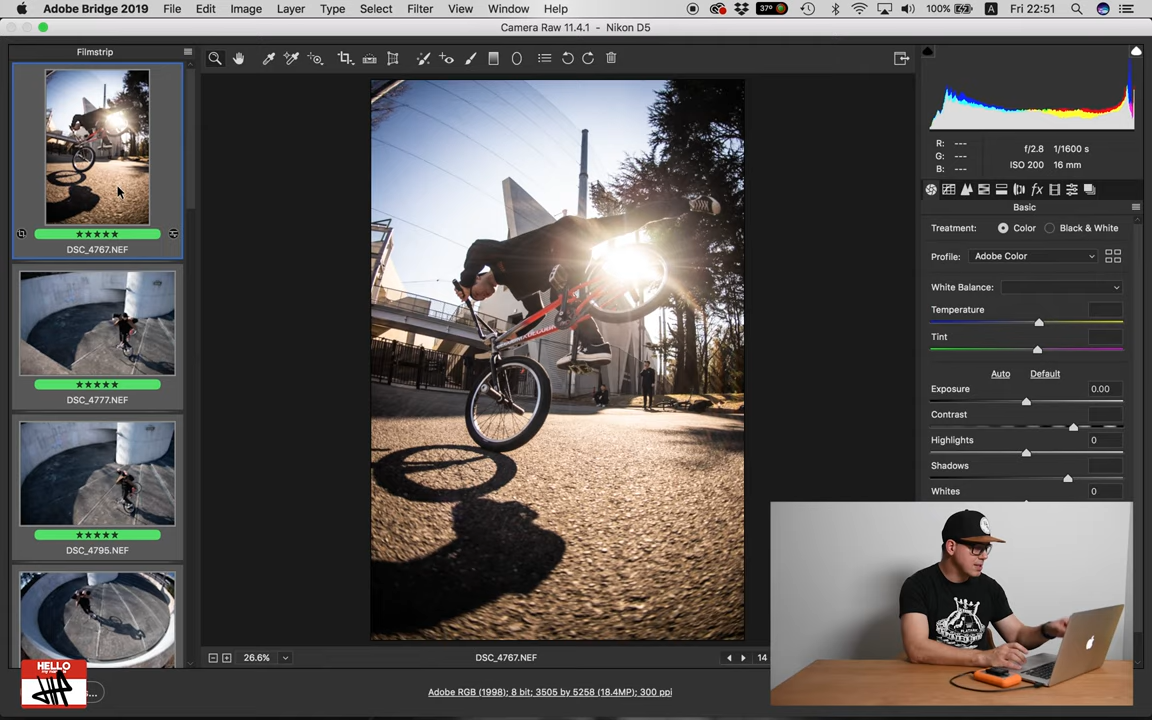 Adobe Bridge 2019 File Edit Image Layer Type Select Filter View Window Help 37° 100% A Fri 22:51
Camera Raw 11.4.1 - Nikon D5
Filmstrip
DSC_4767.NEF
DSC_4777.NEF
DSC_4795.NEF
HELLO
...
26.6%
DSC_4767.NEF
14
Adobe RGB (1998); 8 bit; 3505 by 5258 (18.4MP); 300 ppi
R: ---
G: ---
B: ---
f/2.8 1/1600 s
ISO 200 16 mm
fx
Basic
Treatment: Color Black & White
Profile: Adobe Color
White Balance:
Temperature
Tint
Auto Default
Exposure 0.00
Contrast
Highlights 0
Shadows
Whites 0